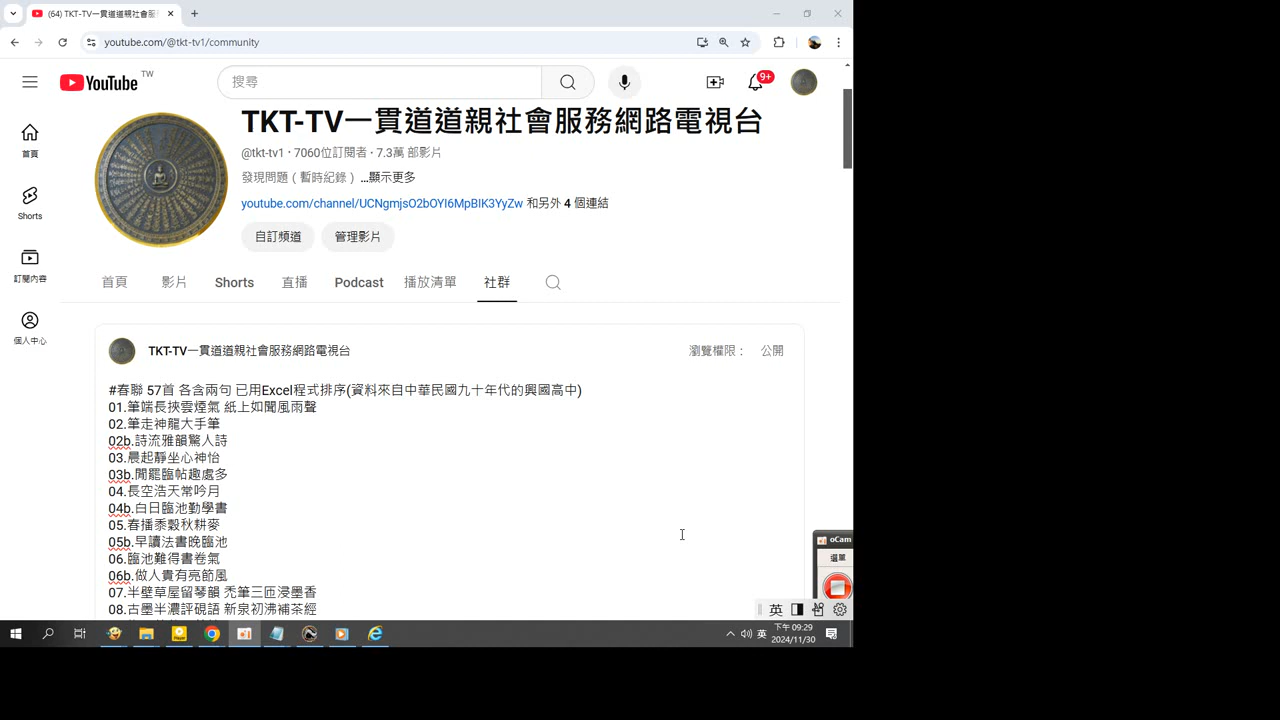 (64) TKT-TV一貫道道親社會服
youtube.com/@tkt-tv1/community
YouTube TW
搜尋
9+
首頁
Shorts
訂閱內容
個人中心
TKT-TV一貫道道親社會服務網路電視台
@tkt-tv1 · 7060位訂閱者 · 7.3萬 部影片
發現問題（暫時紀錄） ...顯示更多
youtube.com/channel/UCNgmjsO2bOYI6MpBIK3YyZw 和另外 4 個連結
自訂頻道 管理影片
首頁 影片 Shorts 直播 Podcast 播放清單 社群
TKT-TV一貫道道親社會服務網路電視台
瀏覽權限： 公開
#春聯 57首 各含兩句 已用Excel程式排序(資料來自中華民國九十年代的興國高中)
01.筆端長挾雲煙氣 紙上如聞風雨聲
02.筆走神龍大手筆
02b.詩流雅韻驚人詩
03.晨起靜坐心神怡
03b.閒罷臨帖趣處多
04.長空浩天常吟月
04b.白日臨池勤學書
05.春播黍穀秋耕麥
05b.早讀法書晚臨池
06.臨池難得書卷氣
06b.做人貴有亮節風
07.半壁草屋留琴韻 禿筆三匝浸墨香
08.古墨半濃評硯語 新泉初沸補茶經
oCam
選單
英
英
下午 09:29
2024/11/30